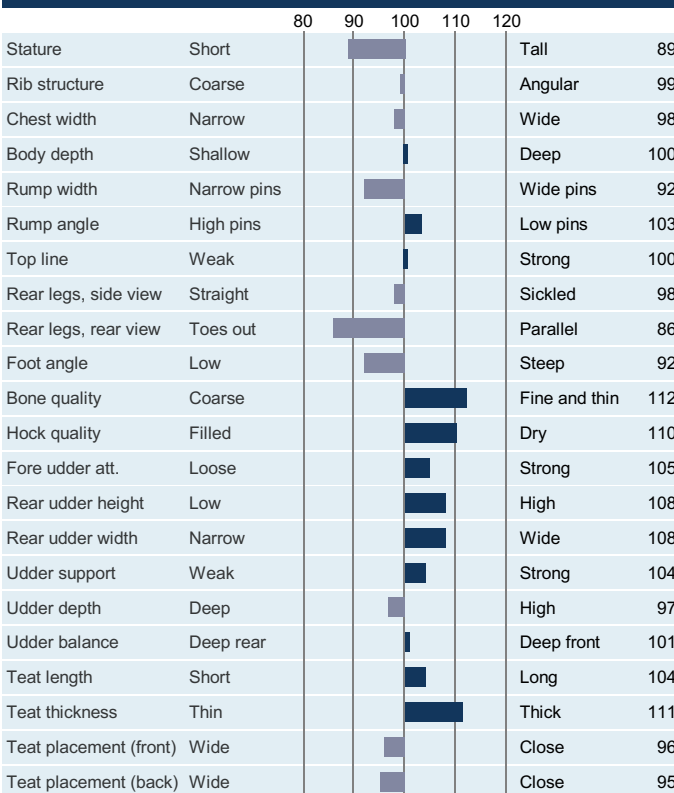 80 90 100 110 120
Stature Short Tall 89
Rib structure Coarse Angular 99
Chest width Narrow Wide 98
Body depth Shallow Deep 100
Rump width Narrow pins Wide pins 92
Rump angle High pins Low pins 103
Top line Weak Strong 100
Rear legs, side view Straight Sickled 98
Rear legs, rear view Toes out Parallel 86
Foot angle Low Steep 92
Bone quality Coarse Fine and thin 112
Hock quality Filled Dry 110
Fore udder att. Loose Strong 105
Rear udder height Low High 108
Rear udder width Narrow Wide 108
Udder support Weak Strong 104
Udder depth Deep High 97
Udder balance Deep rear Deep front 101
Teat length Short Long 104
Teat thickness Thin Thick 111
Teat placement (front) Wide Close 96
Teat placement (back) Wide Close 95